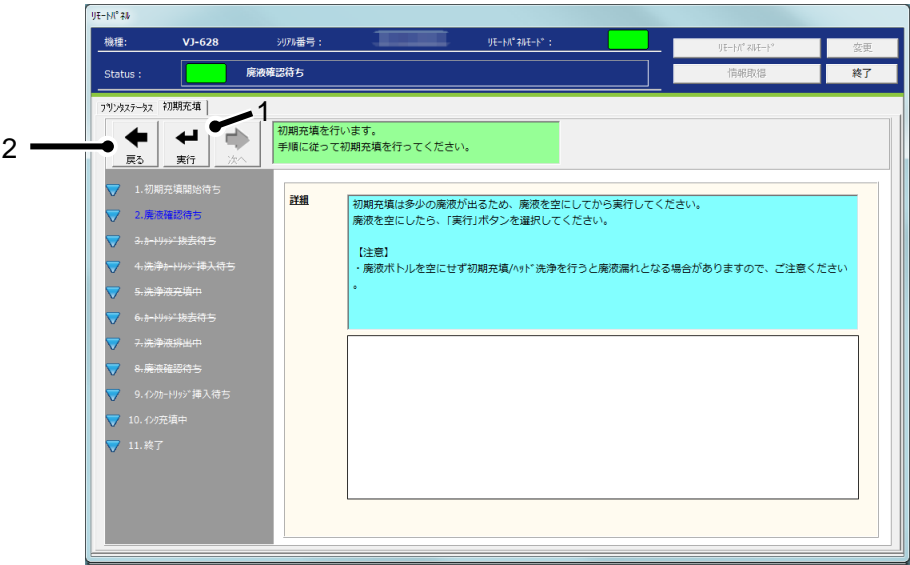 リモートパネル
機種:
VJ-628
シリアル番号:
リモートパネルモード:
リモートパネルモード
変更
Status :
廃液確認待ち
情報取得
終了
プリンタステータス
初期充填
1
2
戻る
実行
次へ
初期充填を行います。
手順に従って初期充填を行ってください。
1.初期充填開始待ち
2.廃液確認待ち
3.カートリッジ抜去待ち
4.洗浄カートリッジ挿入待ち
5.洗浄液充填中
6.カートリッジ抜去待ち
7.洗浄液排出中
8.廃液確認待ち
9.インクカートリッジ挿入待ち
10.インク充填中
11.終了
詳細
初期充填は多少の廃液が出るため、廃液を空にしてから実行してください。
廃液を空にしたら、「実行」ボタンを選択してください。
【注意】
・廃液ボトルを空にせず初期充填/ヘッド洗浄を行うと廃液漏れとなる場合がありますので、ご注意ください
。